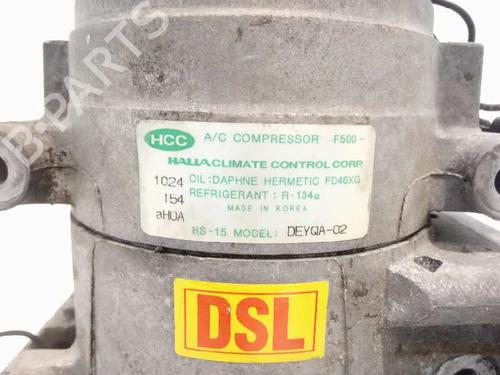 HCC A/C COMPRESSOR -F500-
HALLA CLIMATE CONTROL CORP.
1024 OIL:DAPHNE HERMETIC FD46XG
154 REFRIGERANT : R-134a
aHOA MADE IN KOREA
HS-15 MODEL: DEYQA-02
DSL
B-PARTS